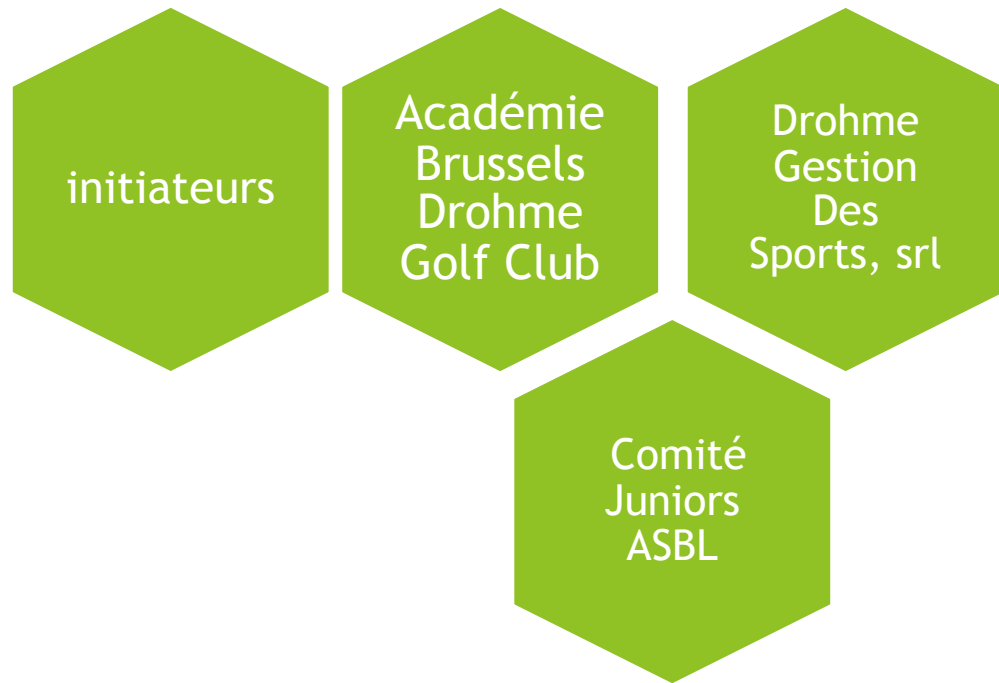 initiateurs
Académie
Brussels
Drohme
Golf Club
Drohme
Gestion
Des
Sports, srl
Comité
Juniors
ASBL